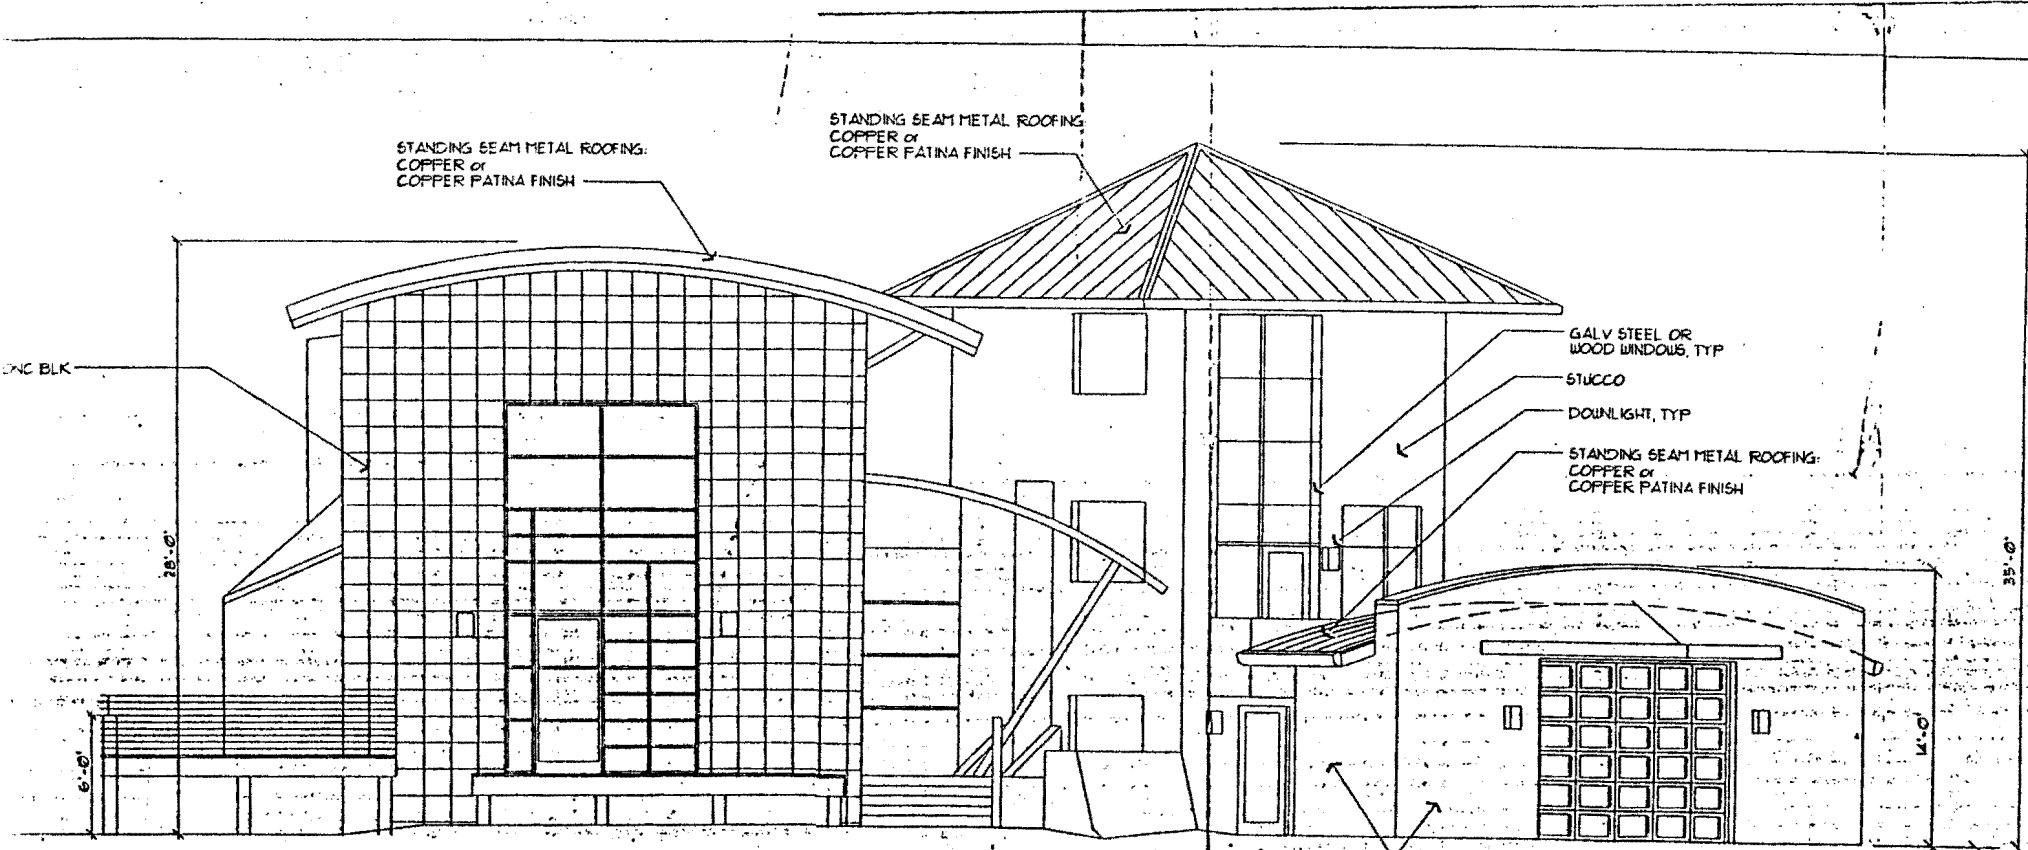 STANDING SEAM METAL ROOFING:
COPPER or
COPPER PATINA FINISH
STANDING SEAM METAL ROOFING
COPPER or
COPPER PATINA FINISH
BLK
GALV STEEL OR
WOOD WINDOWS, TYP
STUCCO
DOWNLIGHT, TYP
STANDING SEAM METAL ROOFING:
COPPER or
COPPER PATINA FINISH
28'-0"
6'-0"
14'-0"
35'-0"